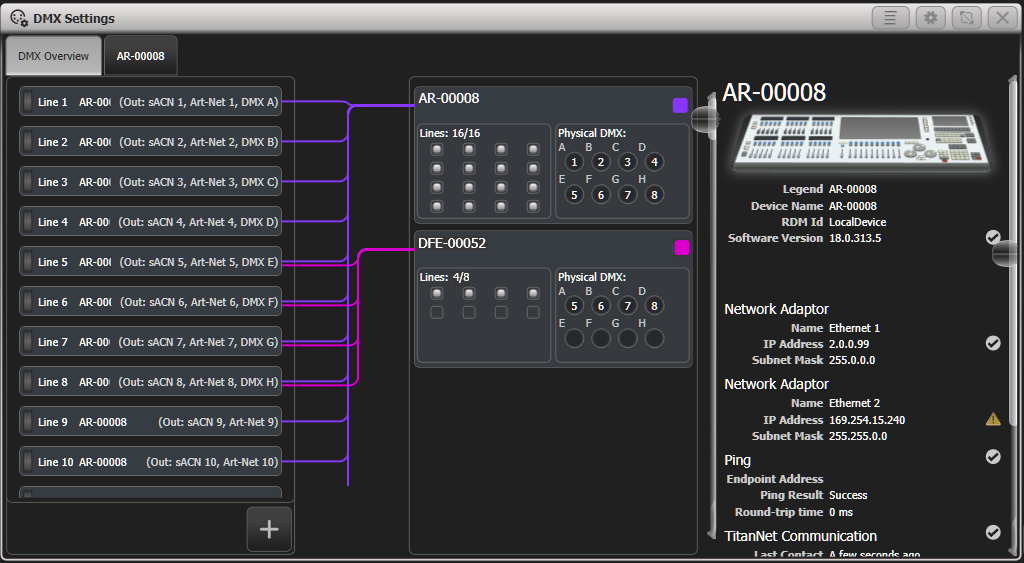 DMX Settings
DMX Overview
AR-00008
Line 1 AR-00 (Out: sACN 1, Art-Net 1, DMX A)
Line 2 AR-00 (Out: sACN 2, Art-Net 2, DMX B)
Line 3 AR-00 (Out: sACN 3, Art-Net 3, DMX C)
Line 4 AR-00 (Out: sACN 4, Art-Net 4, DMX D)
Line 5 AR-00 (Out: sACN 5, Art-Net 5, DMX E)
Line 6 AR-00 (Out: sACN 6, Art-Net 6, DMX F)
Line 7 AR-00 (Out: sACN 7, Art-Net 7, DMX G)
Line 8 AR-00 (Out: sACN 8, Art-Net 8, DMX H)
Line 9 AR-00008 (Out: sACN 9, Art-Net 9)
Line 10 AR-00008 (Out: sACN 10, Art-Net 10)
AR-00008
Lines: 16/16
Physical DMX:
A B C D
1 2 3 4
E F G H
5 6 7 8
DFE-00052
Lines: 4/8
Physical DMX:
A B C D
5 6 7 8
E F G H
AR-00008
Legend AR-00008
Device Name AR-00008
RDM Id LocalDevice
Software Version 18.0.313.5
Network Adaptor
Name Ethernet 1
IP Address 2.0.0.99
Subnet Mask 255.0.0.0
Network Adaptor
Name Ethernet 2
IP Address 169.254.15.240
Subnet Mask 255.255.0.0
Ping
Endpoint Address
Ping Result Success
Round-trip time 0 ms
TitanNet Communication
Last Contact A few seconds ago